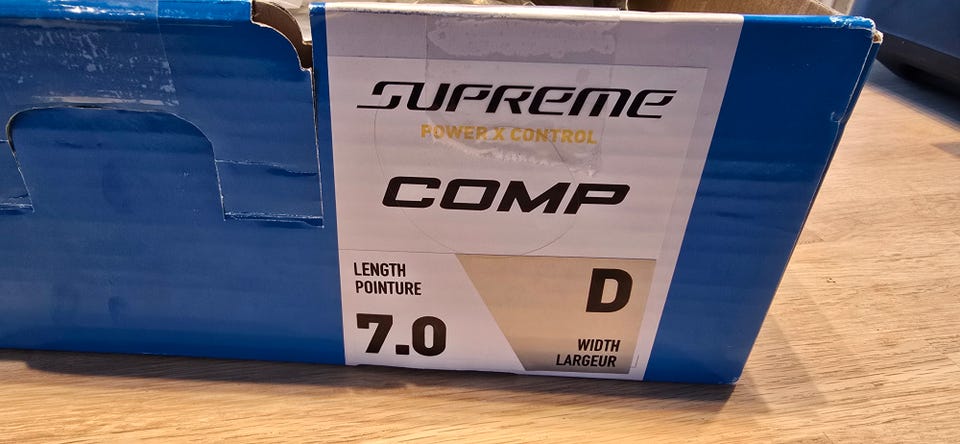 SUPREME
POWER X CONTROL
COMP
LENGTH
POINTURE
7.0
D
WIDTH
LARGEUR